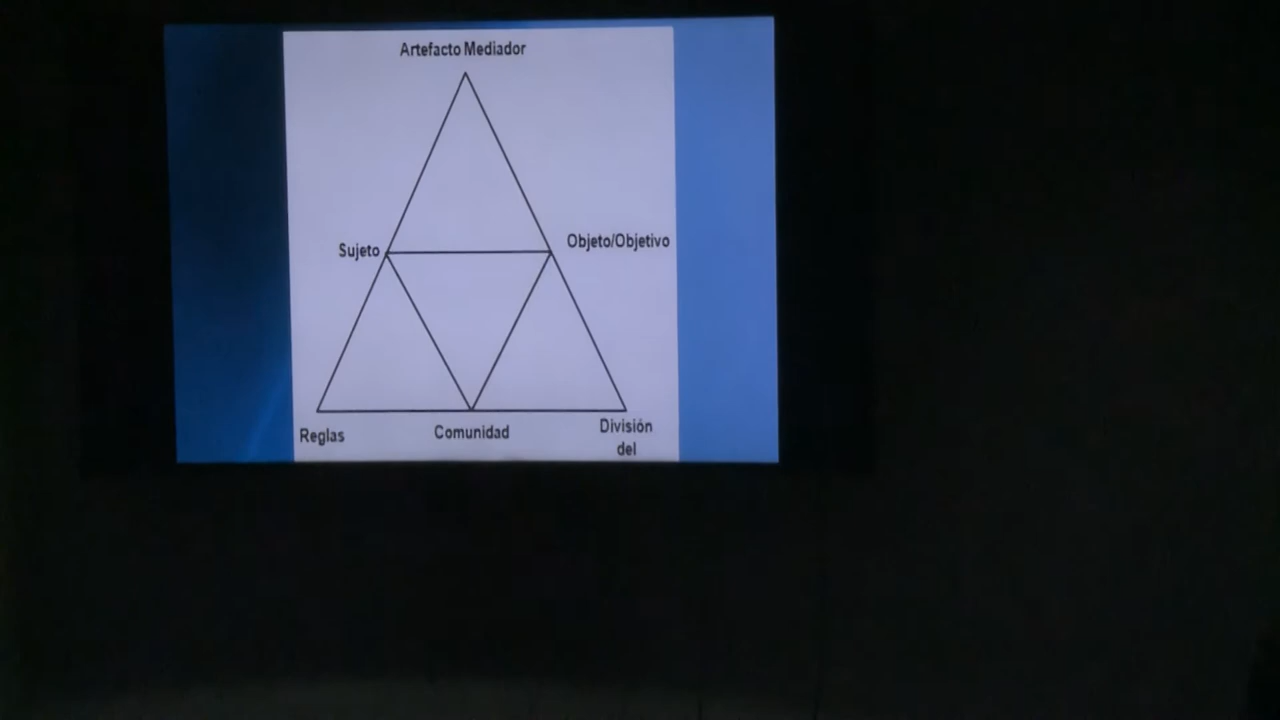 Artefacto Mediador
Sujeto
Objeto/Objetivo
Reglas
Comunidad
División
del